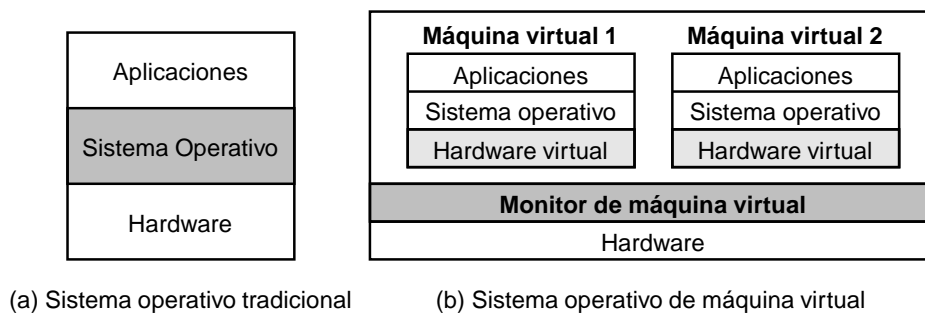 Aplicaciones
Sistema Operativo
Hardware
(a) Sistema operativo tradicional
Máquina virtual 1
Aplicaciones
Sistema operativo
Hardware virtual
Máquina virtual 2
Aplicaciones
Sistema operativo
Hardware virtual
Monitor de máquina virtual
Hardware
(b) Sistema operativo de máquina virtual